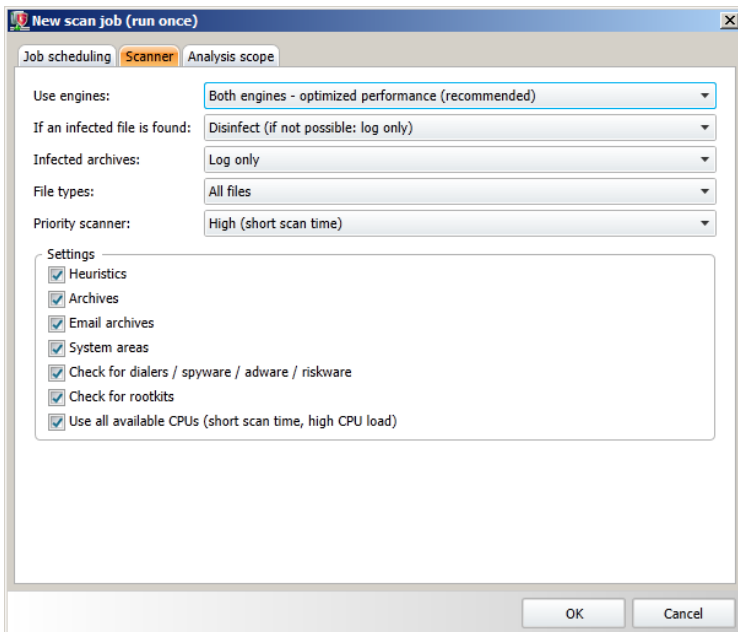 New scan job (run once)
Job scheduling Scanner Analysis scope
Use engines: Both engines - optimized performance (recommended)
If an infected file is found: Disinfect (if not possible: log only)
Infected archives: Log only
File types: All files
Priority scanner: High (short scan time)
Settings
Heuristics
Archives
Email archives
System areas
Check for dialers / spyware / adware / riskware
Check for rootkits
Use all available CPUs (short scan time, high CPU load)
OK Cancel